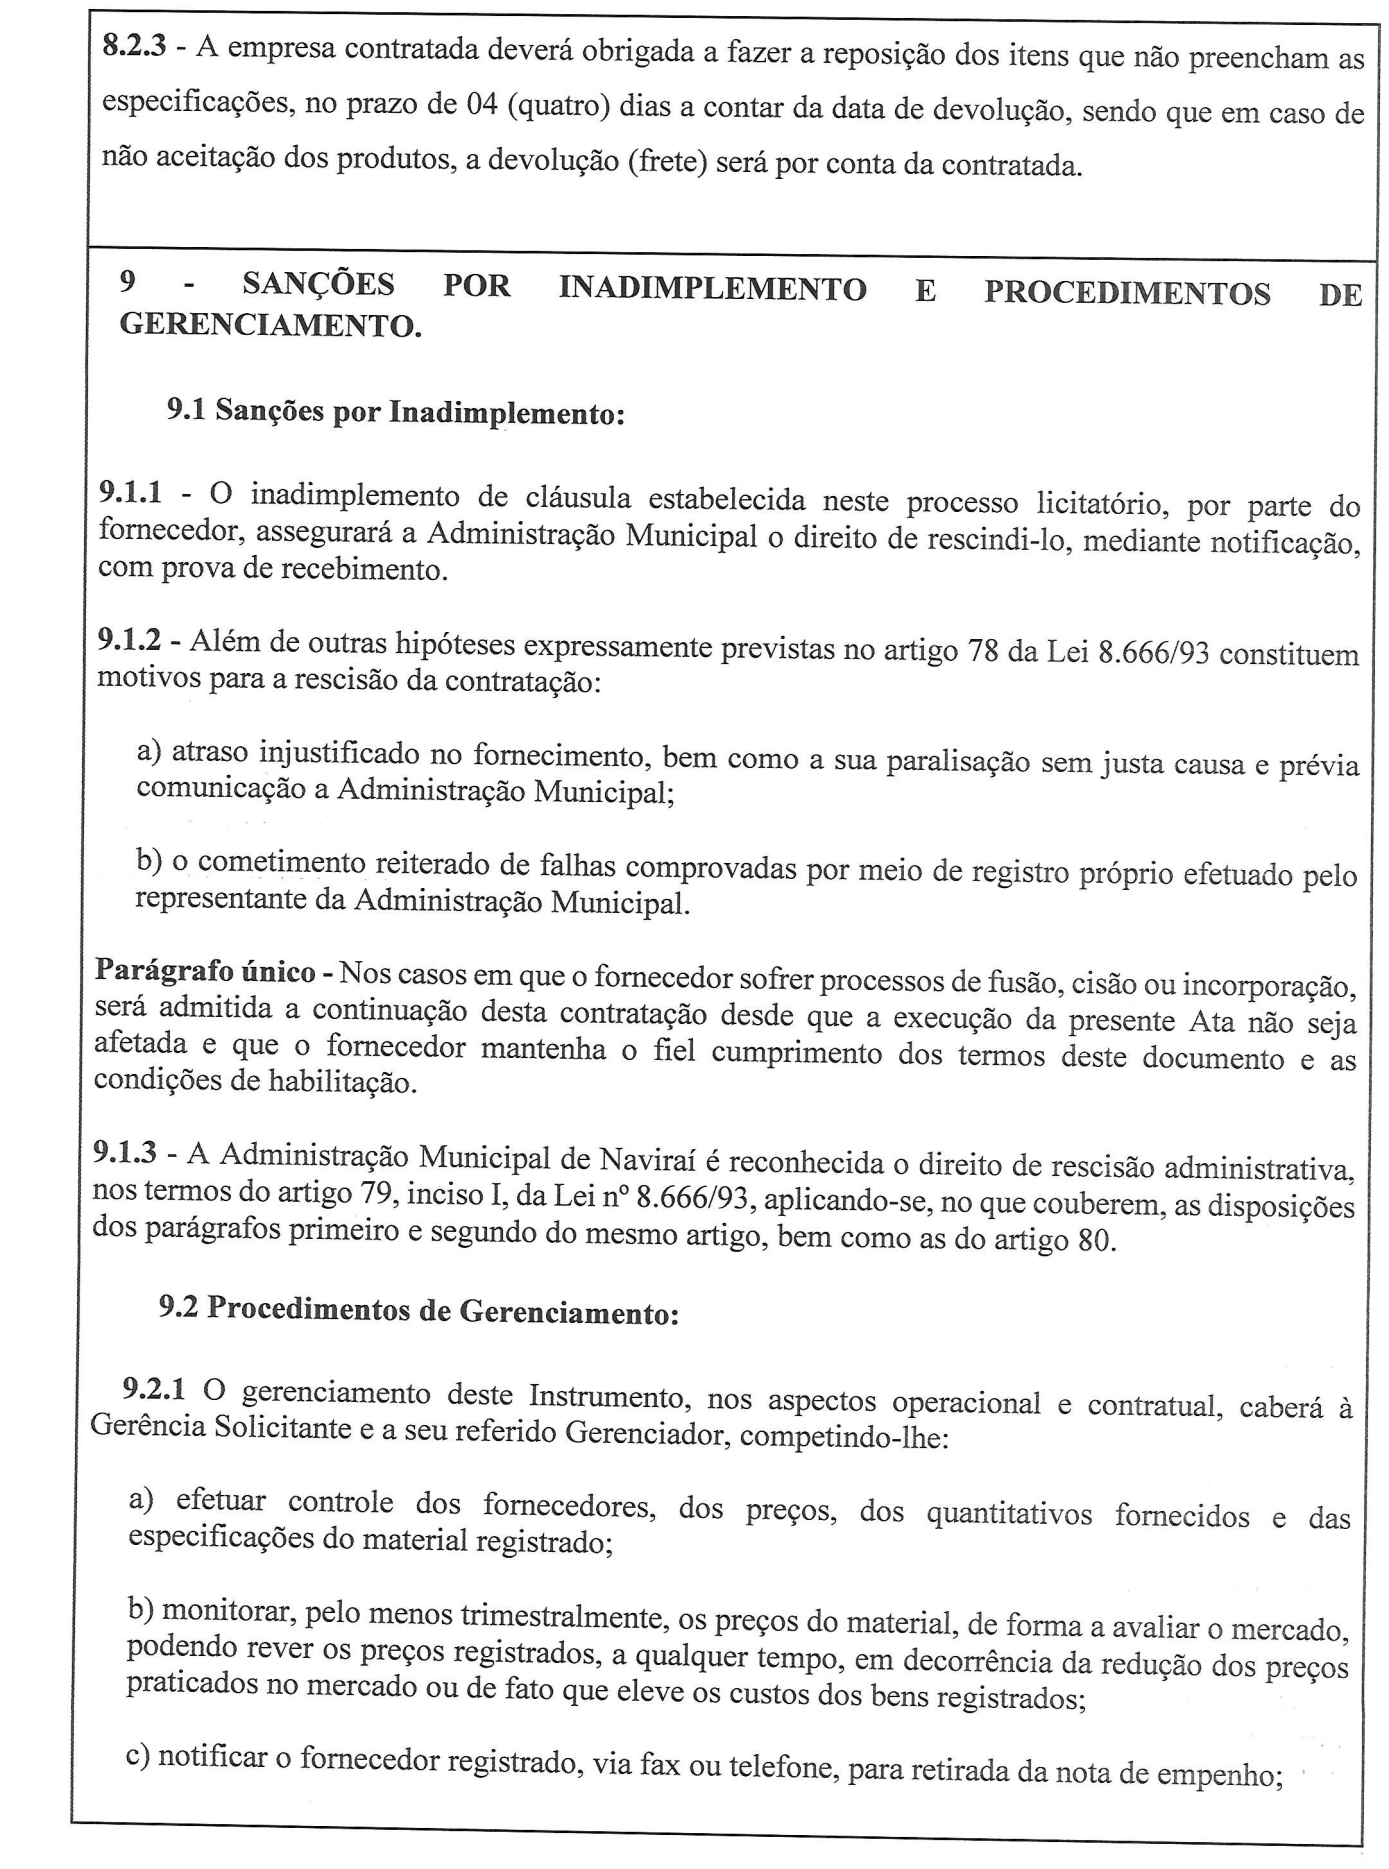 8.2.3 - A empresa contratada deverá obrigada a fazer a reposição dos itens que não preencham as
especificações, no prazo de 04 (quatro) dias a contar da data de devolução, sendo que em caso de
não aceitação dos produtos, a devolução (frete) será por conta da contratada.
9 - SANÇÕES POR INADIMPLEMENTO E PROCEDIMENTOS DE
GERENCIAMENTO.
9.1 Sanções por Inadimplemento:
9.1.1 - O inadimplemento de cláusula estabelecida neste processo licitatório, por parte do
fornecedor, assegurará a Administração Municipal o direito de rescindi-lo, mediante notificação,
com prova de recebimento.
9.1.2 - Além de outras hipóteses expressamente previstas no artigo 78 da Lei 8.666/93 constituem
motivos para a rescisão da contratação:
a) atraso injustificado no fornecimento, bem como a sua paralisação sem justa causa e prévia
comunicação a Administração Municipal;
b) o cometimento reiterado de falhas comprovadas por meio de registro próprio efetuado pelo
representante da Administração Municipal.
Parágrafo único - Nos casos em que o fornecedor sofrer processos de fusão, cisão ou incorporação,
será admitida a continuação desta contratação desde que a execução da presente Ata não seja
afetada e que o fornecedor mantenha o fiel cumprimento dos termos deste documento e as
condições de habilitação.
9.1.3 - A Administração Municipal de Naviraí é reconhecida o direito de rescisão administrativa,
nos termos do artigo 79, inciso I, da Lei nº 8.666/93, aplicando-se, no que couberem, as disposições
dos parágrafos primeiro e segundo do mesmo artigo, bem como as do artigo 80.
9.2 Procedimentos de Gerenciamento:
9.2.1 O gerenciamento deste Instrumento, nos aspectos operacional e contratual, caberá à
Gerência Solicitante e a seu referido Gerenciador, competindo-lhe:
a) efetuar controle dos fornecedores, dos preços, dos quantitativos fornecidos e das
especificações do material registrado;
b) monitorar, pelo menos trimestralmente, os preços do material, de forma a avaliar o mercado,
podendo rever os preços registrados, a qualquer tempo, em decorrência da redução dos preços
praticados no mercado ou de fato que eleve os custos dos bens registrados;
c) notificar o fornecedor registrado, via fax ou telefone, para retirada da nota de empenho;